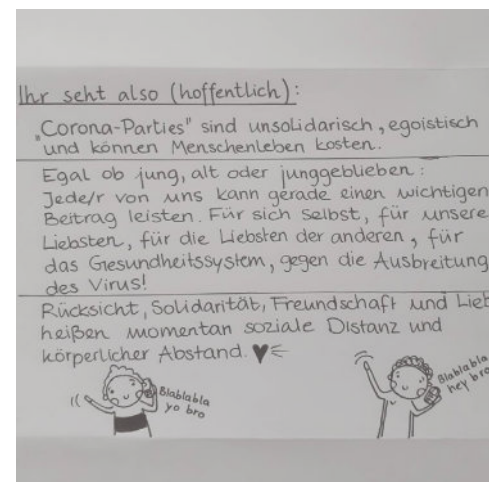 Ihr seht also (hoffentlich):
„Corona-Parties" sind unsolidarisch, egoistisch
und können Menschenleben kosten.
Egal ob jung, alt oder junggeblieben:
Jede/r von uns kann gerade einen wichtigen
Beitrag leisten. Für sich selbst, für unsere
Liebsten, für die Liebsten der anderen, für
das Gesundheitssystem, gegen die Ausbreitung
des Virus!
Rücksicht, Solidarität, Freundschaft und Lieb
heißen momentan soziale Distanz und
körperlicher Abstand. ♥
Blablabla
yo bro
Blablabla
hey bro